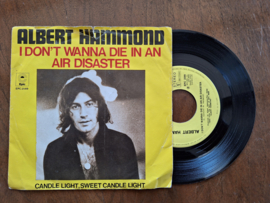 ALBERT HAMMOND
I DON'T WANNA DIE IN AN
AIR DISASTER
CANDLE LIGHT, SWEET CANDLE LIGHT